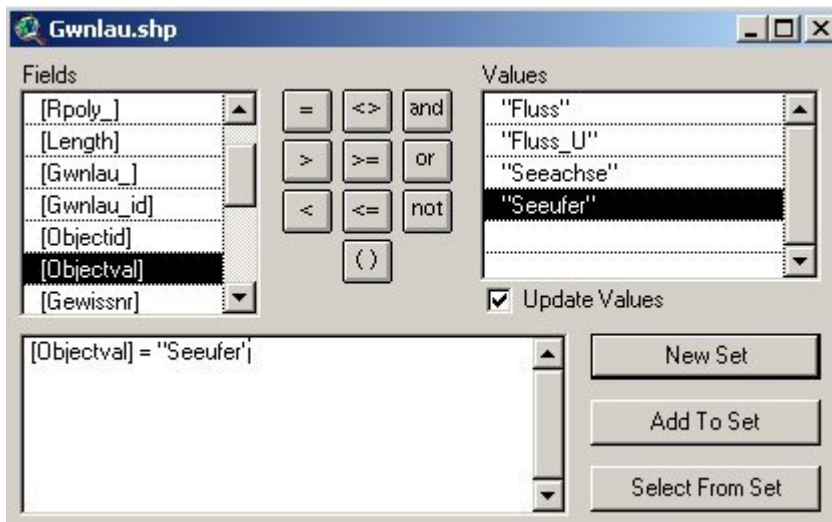 Gwnlau.shp
Fields
[Rpoly_]
[Length]
[Gwnlau_]
[Gwnlau_id]
[Objectid]
[Objectval]
[Gewissnr]
= <> and
> >= or
< <= not
()
Values
"Fluss"
"Fluss_U"
"Seeachse"
"Seeufer"
Update Values
[Objectval] = "Seeufer"
New Set
Add To Set
Select From Set